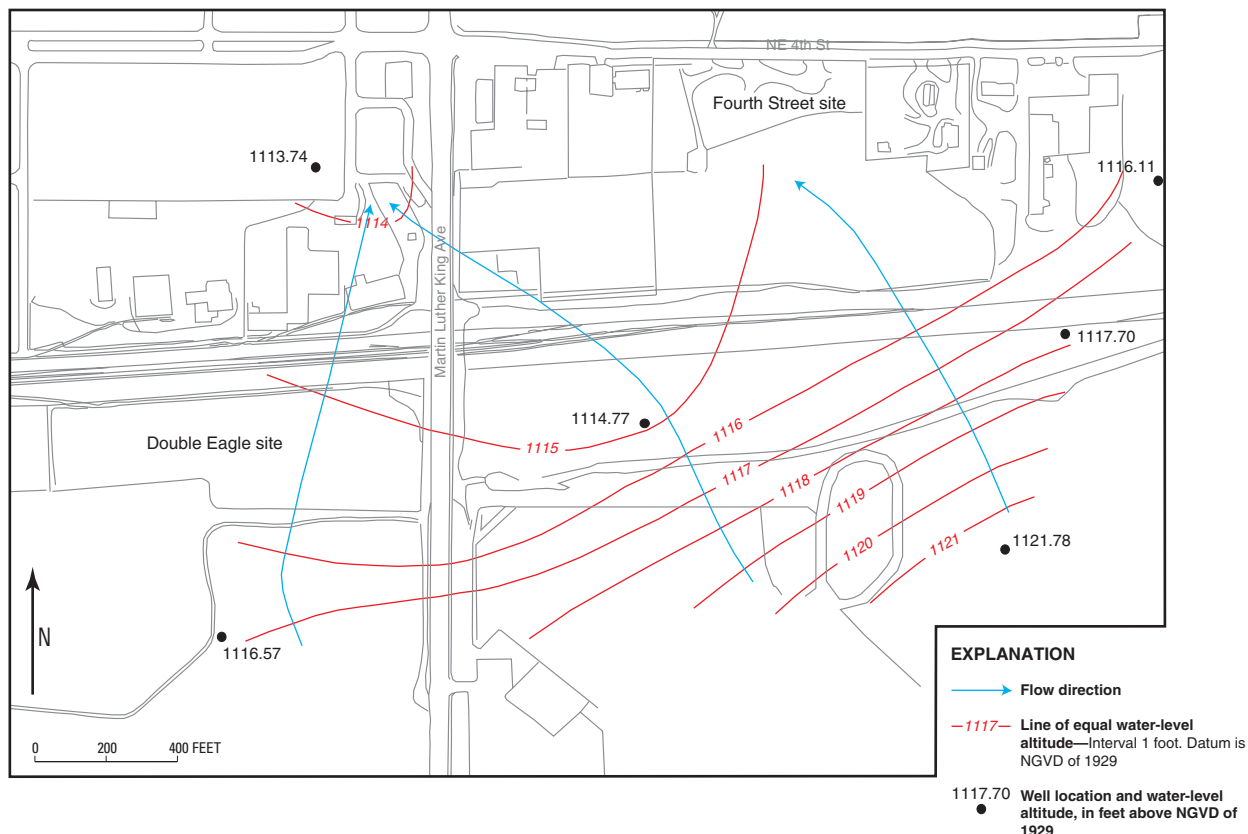 NE 4th St
Fourth Street site
1113.74
1116.11
1114
Martin Luther King Ave
1117.70
1114.77
Double Eagle site
1115
1116
1117
1118
1119
1120
1121
1121.78
1116.57
N
0 200 400 FEET
EXPLANATION
Flow direction
1117 Line of equal water-level
altitude—Interval 1 foot. Datum is
NGVD of 1929
1117.70 Well location and water-level
altitude, in feet above NGVD of
1929